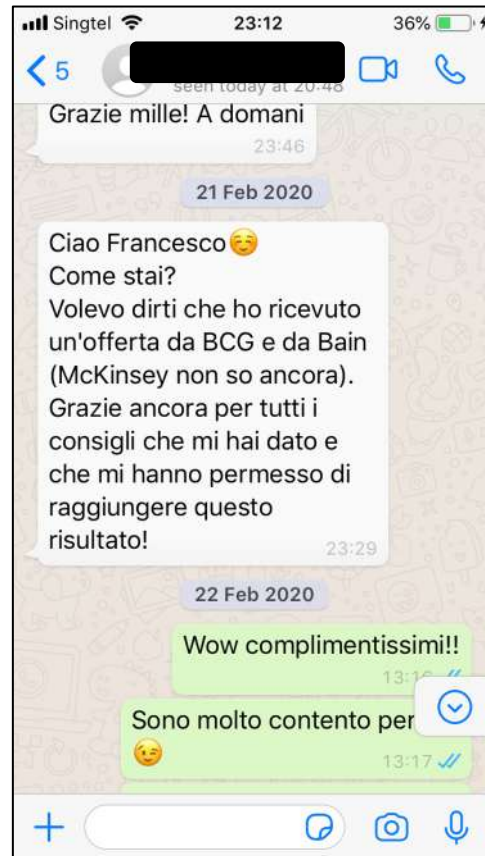 Singtel 23:12 36%
5
seen today at 20:48
Grazie mille! A domani
23:46
21 Feb 2020
Ciao Francesco☺️
Come stai?
Volevo dirti che ho ricevuto
un'offerta da BCG e da Bain
(McKinsey non so ancora).
Grazie ancora per tutti i
consigli che mi hai dato e
che mi hanno permesso di
raggiungere questo
risultato!
23:29
22 Feb 2020
Wow complimentissimi!!
Sono molto contento per
😉
13:17